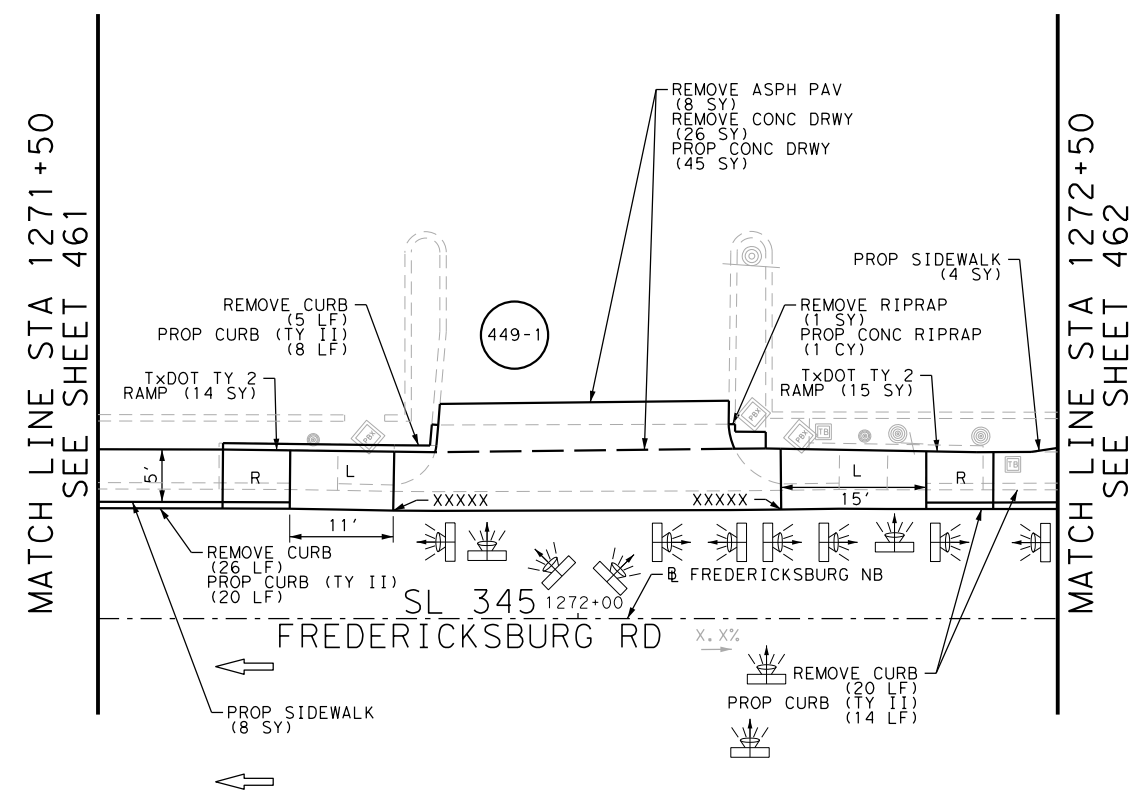 MATCH LINE STA 1271+50
SEE SHEET 461
REMOVE ASPH PAV
(8 SY)
REMOVE CONC DRWY
(26 SY)
PROP CONC DRWY
(45 SY)
PROP SIDEWALK
(4 SY)
REMOVE CURB
(5 LF)
PROP CURB (TY II)
(8 LF)
449-1
REMOVE RIPRAP
(1 SY)
PROP CONC RIPRAP
(1 CY)
TxDOT TY 2
RAMP (14 SY)
TxDOT TY 2
RAMP (15 SY)
PBX
PBX
PBX
TB
TB
5'
R
L
L
R
XXXXX
XXXXX
15'
11'
REMOVE CURB
(26 LF)
PROP CURB (TY II)
(20 LF)
BL FREDERICKSBURG NB
SL 345
1272+00
FREDERICKSBURG RD
X.X%
REMOVE CURB
(20 LF)
PROP CURB (TY II)
(14 LF)
PROP SIDEWALK
(8 SY)
MATCH LINE STA 1272+50
SEE SHEET 462